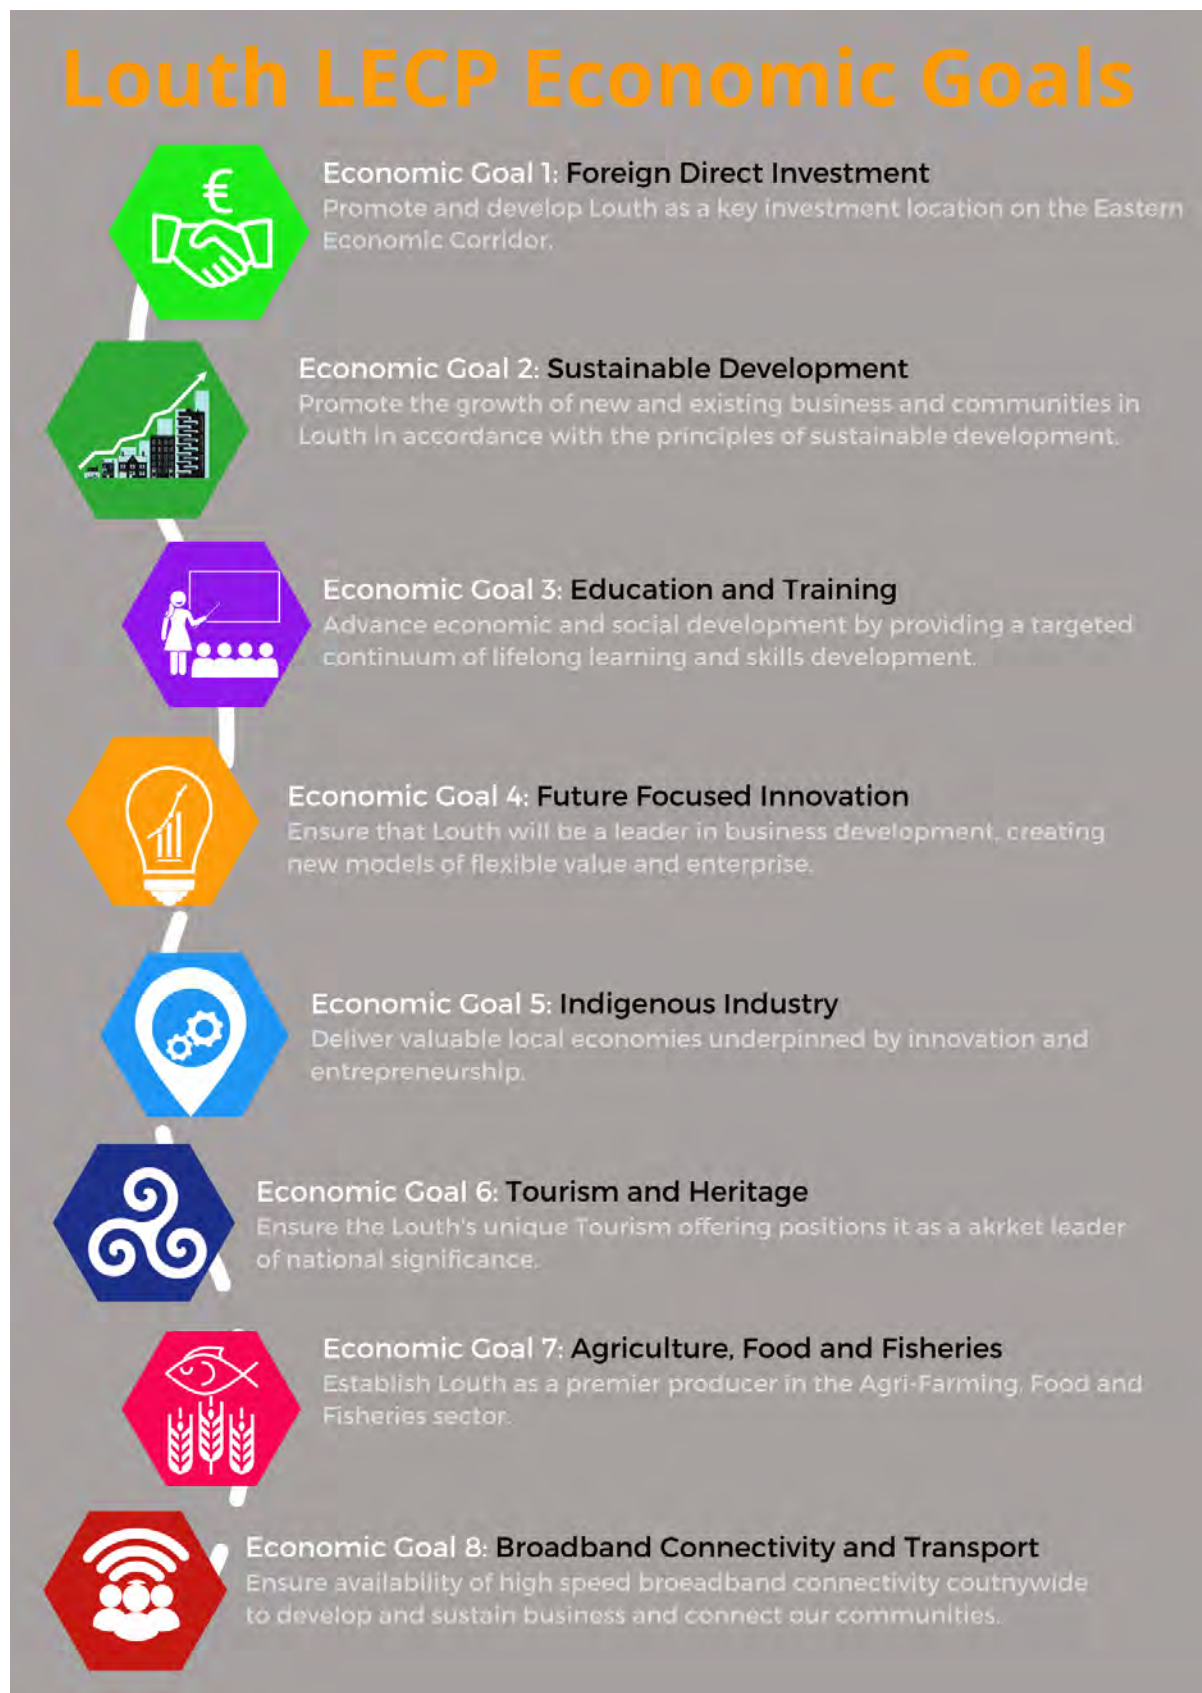 Louth LECP Economic Goals
€
Economic Goal 1: Foreign Direct Investment
Promote and develop Louth as a key investment location on the Eastern
Economic Corridor.
Economic Goal 2: Sustainable Development
Promote the growth of new and existing business and communities in
Louth in accordance with the principles of sustainable development.
Economic Goal 3: Education and Training
Advance economic and social development by providing a targeted
continuum of lifelong learning and skills development.
Economic Goal 4: Future Focused Innovation
Ensure that Louth will be a leader in business development, creating
new models of flexible value and enterprise.
Economic Goal 5: Indigenous Industry
Deliver valuable local economies underpinned by innovation and
entrepreneurship.
Economic Goal 6: Tourism and Heritage
Ensure the Louth's unique Tourism offering positions it as a akrket leader
of national significance.
Economic Goal 7: Agriculture, Food and Fisheries
Establish Louth as a premier producer in the Agri-Farming, Food and
Fisheries sector.
Economic Goal 8: Broadband Connectivity and Transport
Ensure availability of high speed broeadband connectivity coutnywide
to develop and sustain business and connect our communities.